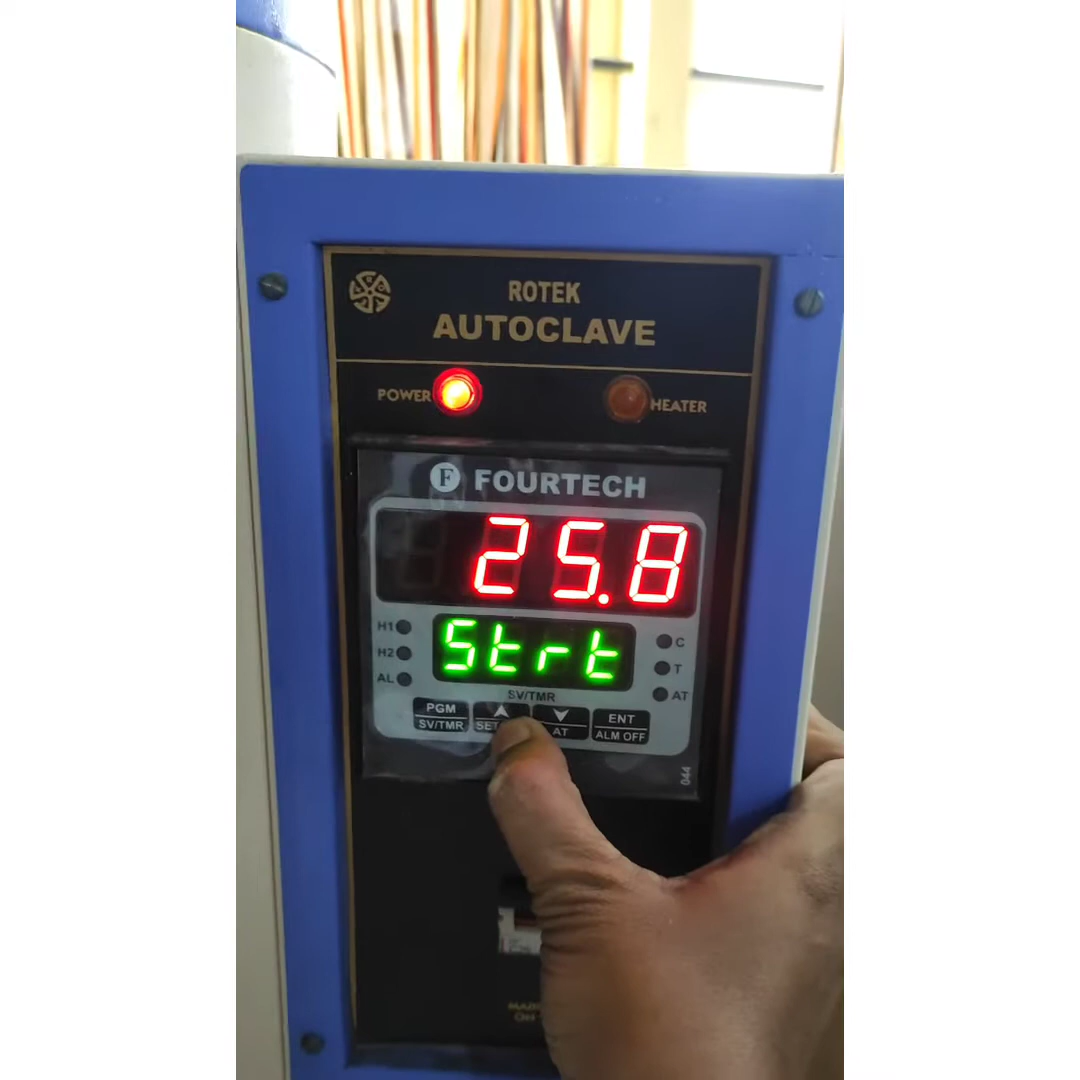 ROTEK
AUTOCLAVE
POWER
HEATER
F FOURTECH
25.8
H1
Strt
C
H2
T
AL
AT
SV/TMR
PGM
ENT
SV/TMR
AT
ALM OFF
044